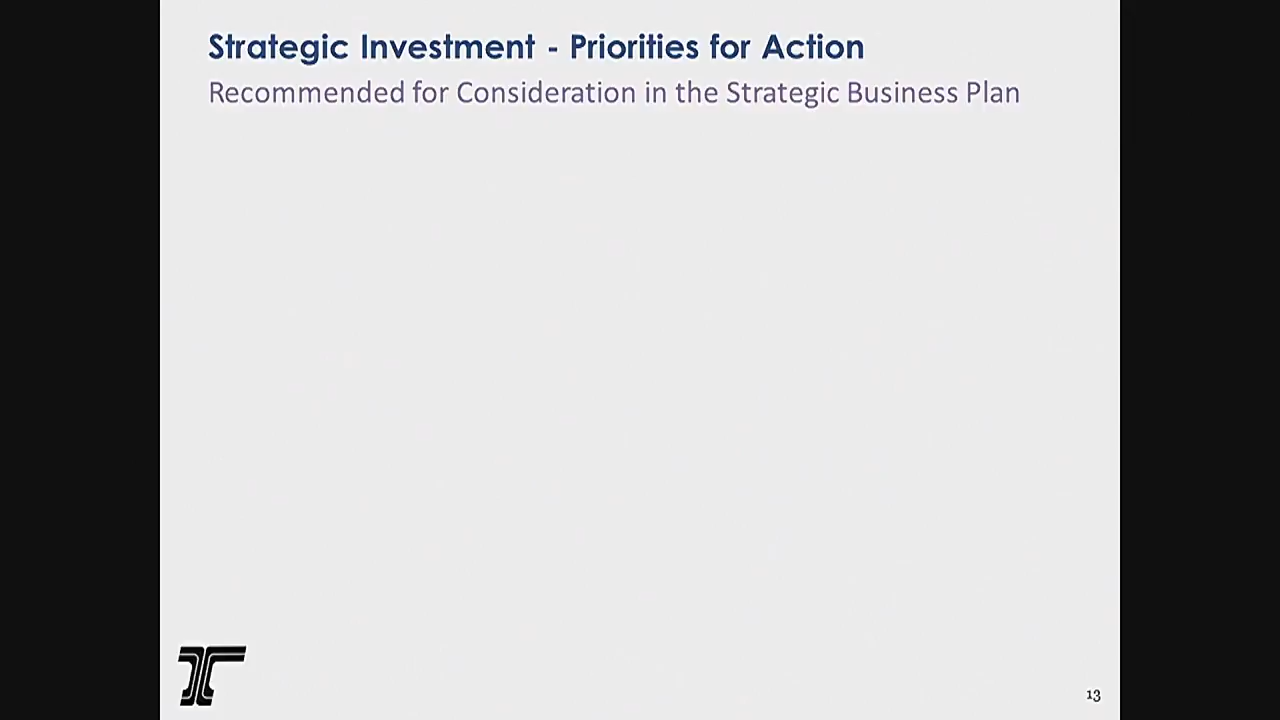 Strategic Investment - Priorities for Action
Recommended for Consideration in the Strategic Business Plan
13